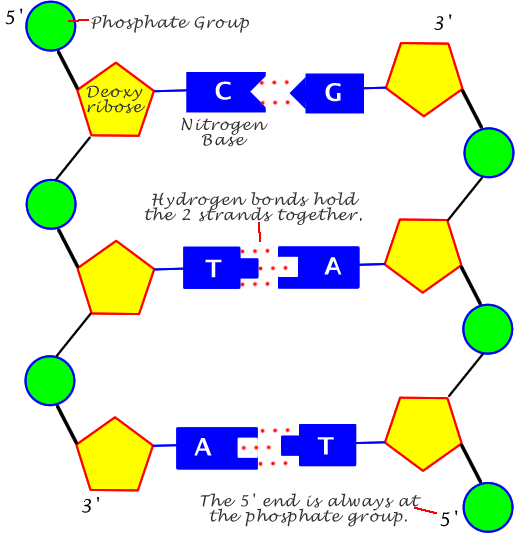 5'
Phosphate Group
3'
Deoxy
ribose
C
G
Nitrogen
Base
Hydrogen bonds hold
the 2 strands together.
T
A
A
T
3'
The 5' end is always at
the phosphate group.
5'